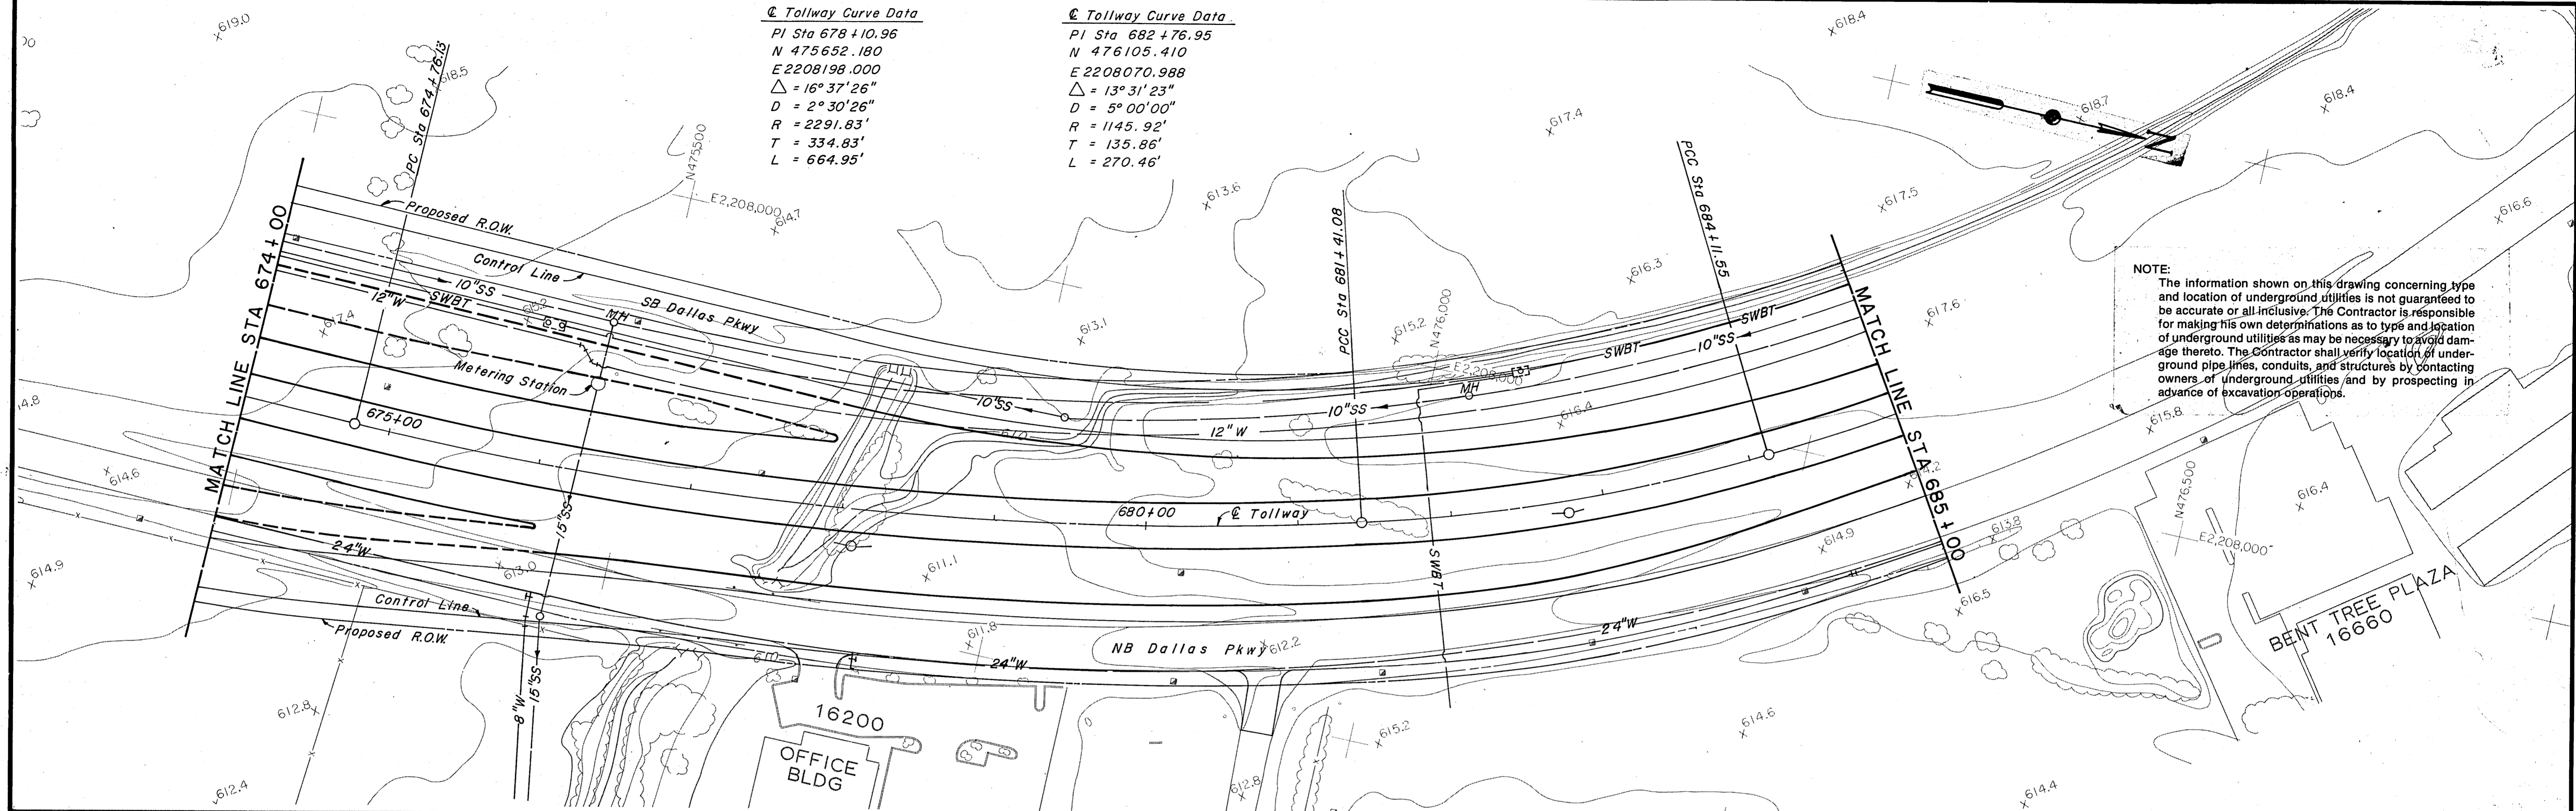 ℄ Tollway Curve Data
PI Sta 678+10.96
N 475652.180
E 2208198.000
△ = 16° 37' 26"
D = 2° 30' 26"
R = 2291.83'
T = 334.83'
L = 664.95'
℄ Tollway Curve Data
PI Sta 682+76.95
N 476105.410
E 2208070.988
△ = 13° 31' 23"
D = 5° 00' 00"
R = 1145.92'
T = 135.86'
L = 270.46'
619.0
618.5
PC Sta 674+76.13
N475,500
E2,208,000
614.7
613.6
617.4
618.4
618.7
618.4
617.5
616.6
616.3
617.6
PCC Sta 681+41.08
PCC Sta 684+11.55
N
NOTE:
The information shown on this drawing concerning type
and location of underground utilities is not guaranteed to
be accurate or all inclusive. The Contractor is responsible
for making his own determinations as to type and location
of underground utilities as may be necessary to avoid dam-
age thereto. The Contractor shall verify location of under-
ground pipe lines, conduits, and structures by contacting
owners of underground utilities and by prospecting in
advance of excavation operations.
MATCH LINE STA 674+00
Proposed R.O.W.
Control Line
10"SS
SWBT
12"W
MH
SB Dallas Pkwy
617.4
613.1
615.2
N476,000
E2,208,000
MH
SWBT
10"SS
SWBT
Metering Station
675+00
10"SS
10"SS
12" W
616.4
MATCH LINE STA 685+00
614.8
614.6
614.9
615.8
616.4
N476,500
E2,208,000
613.8
614.9
616.5
680+00
℄ Tollway
SWBT
15"SS
24"W
613.0
611.1
Control Line
Proposed R.O.W.
8"W
15"SS
611.8
24"W
NB Dallas Pkwy
612.2
24"W
612.8
612.4
16200
OFFICE
BLDG
615.2
612.8
614.6
614.4
BENT TREE PLAZA
16660